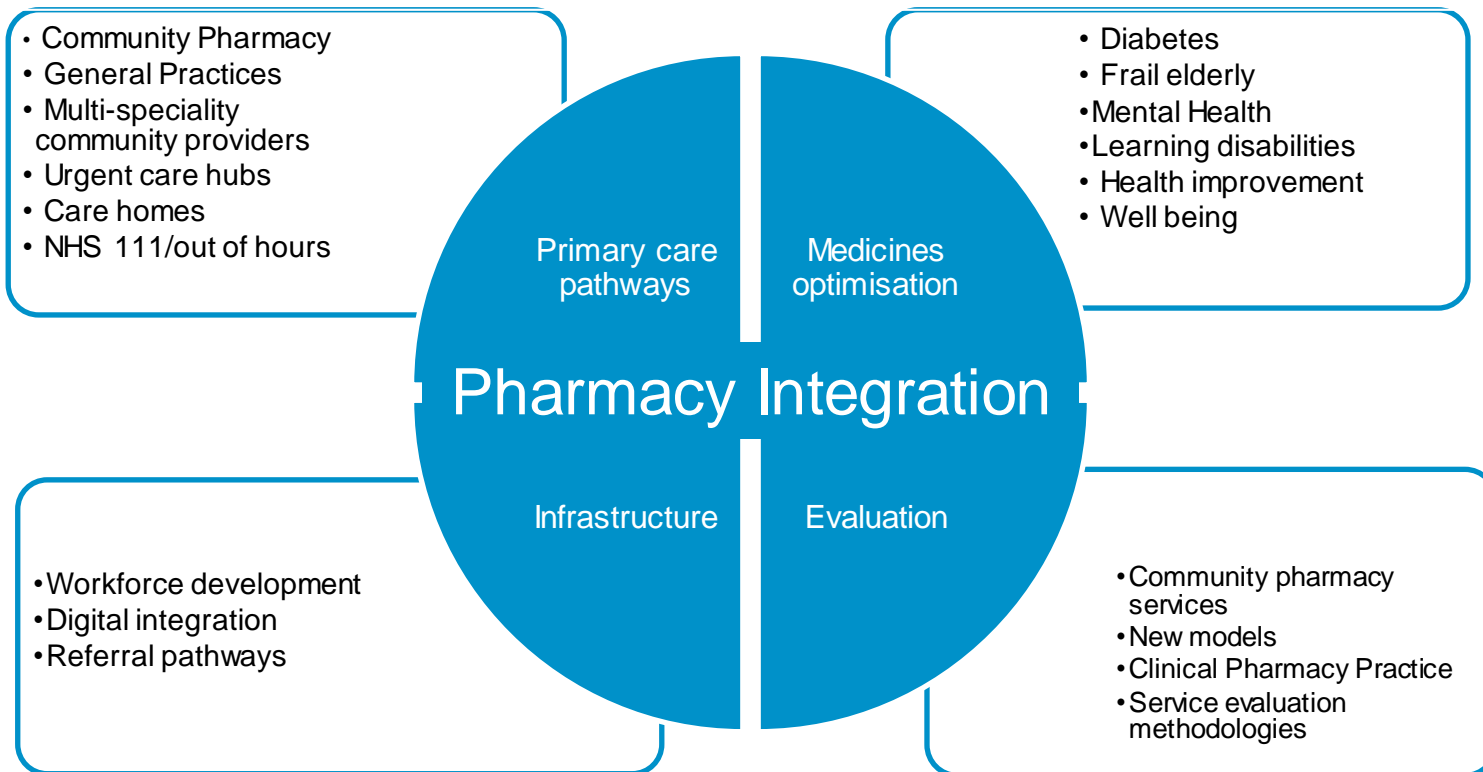 • Community Pharmacy
• General Practices
• Multi-speciality
community providers
• Urgent care hubs
• Care homes
• NHS 111/out of hours
• Diabetes
• Frail elderly
•Mental Health
•Learning disabilities
• Health improvement
• Well being
Primary care
pathways
Medicines
optimisation
Pharmacy Integration
Infrastructure
Evaluation
•Workforce development
•Digital integration
•Referral pathways
•Community pharmacy
services
•New models
•Clinical Pharmacy Practice
•Service evaluation
methodologies